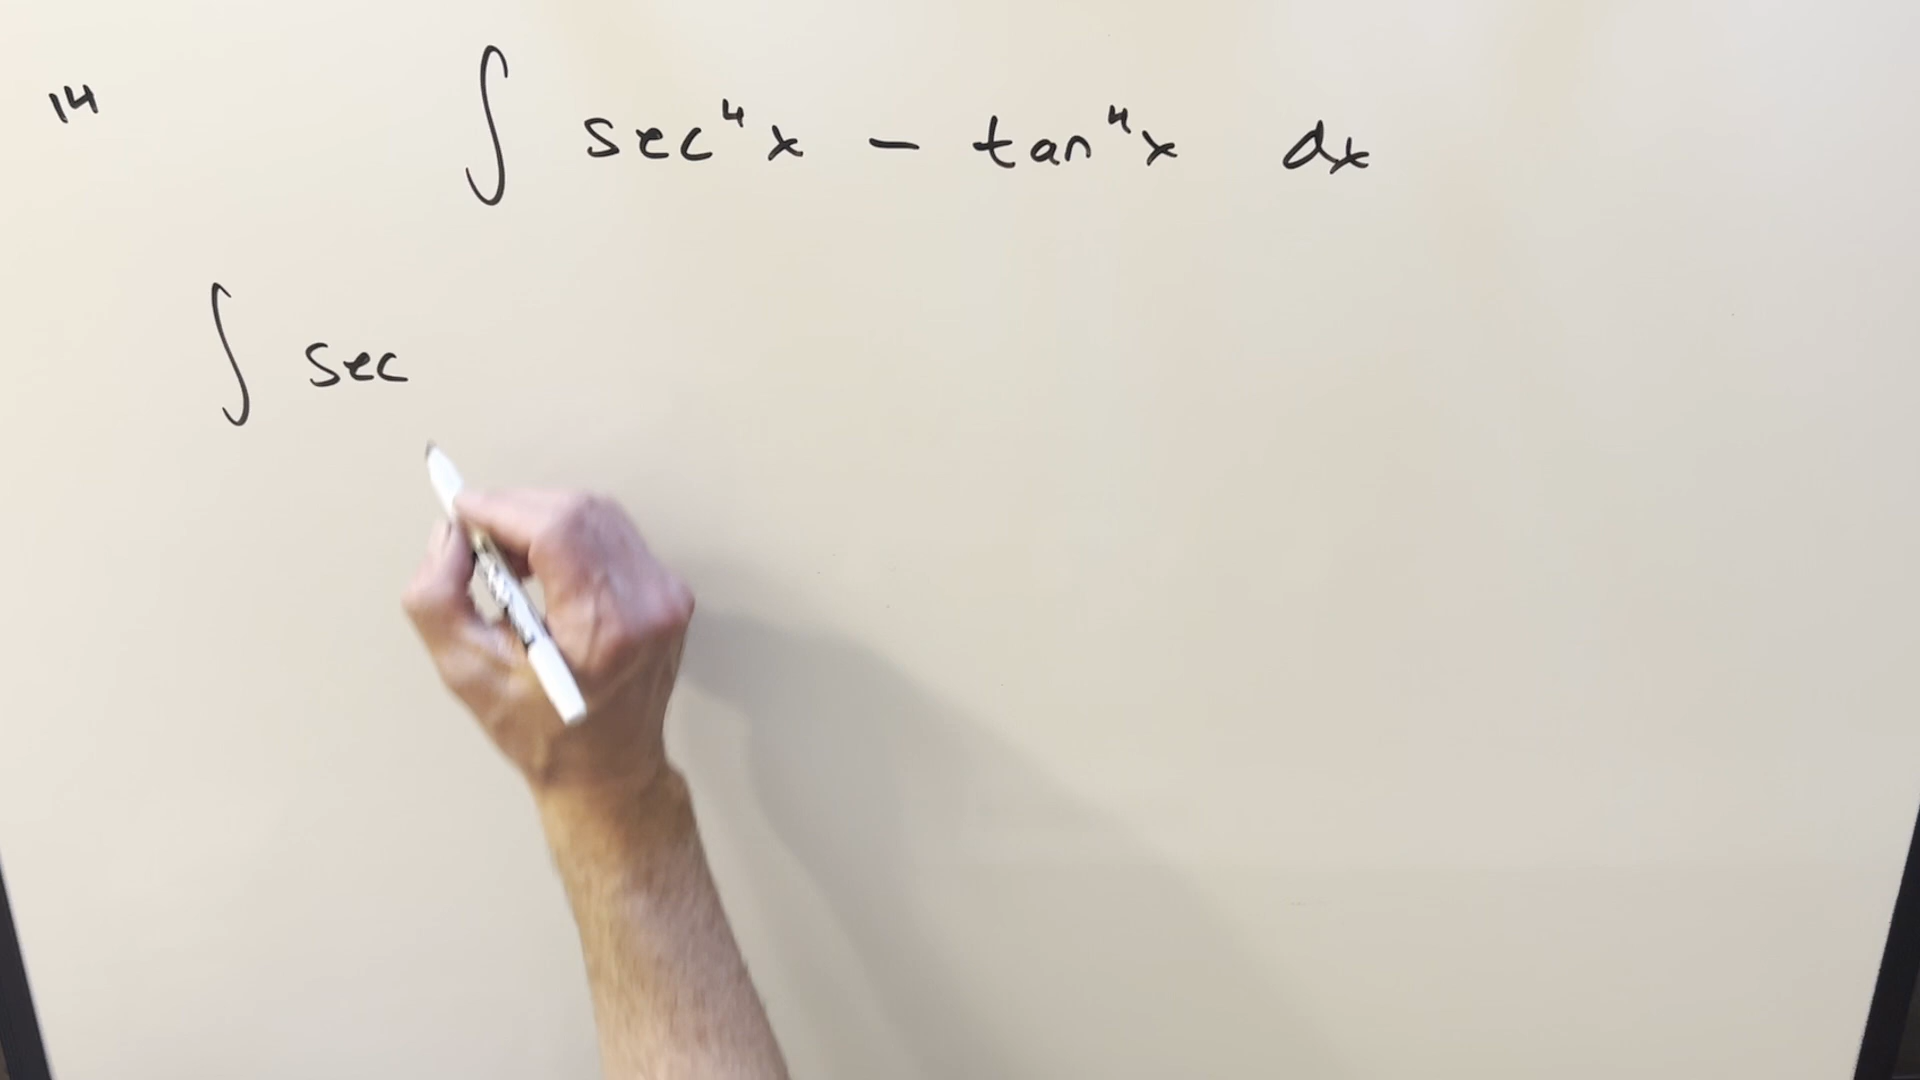 14
∫ sec⁴x - tan⁴x dx
∫ sec